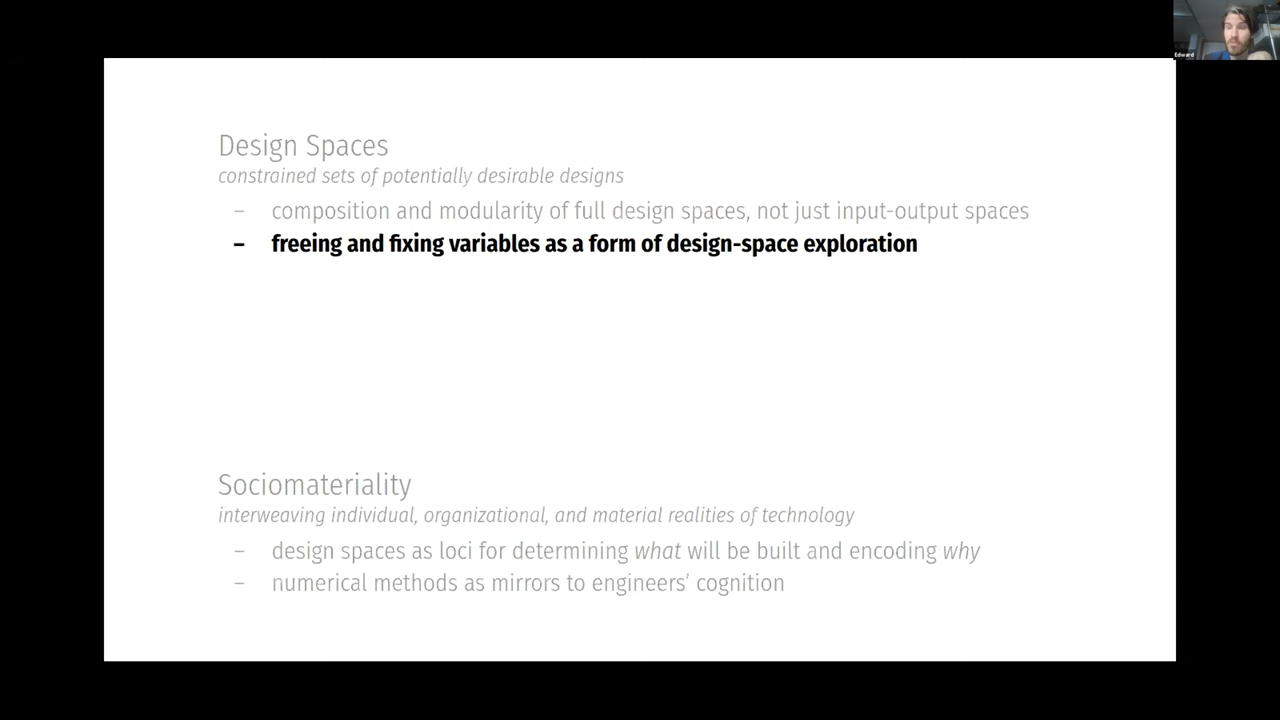 Edward
Design Spaces
constrained sets of potentially desirable designs
– composition and modularity of full design spaces, not just input-output spaces
– freeing and fixing variables as a form of design-space exploration
Sociomateriality
interweaving individual, organizational, and material realities of technology
– design spaces as loci for determining what will be built and encoding why
– numerical methods as mirrors to engineers’ cognition